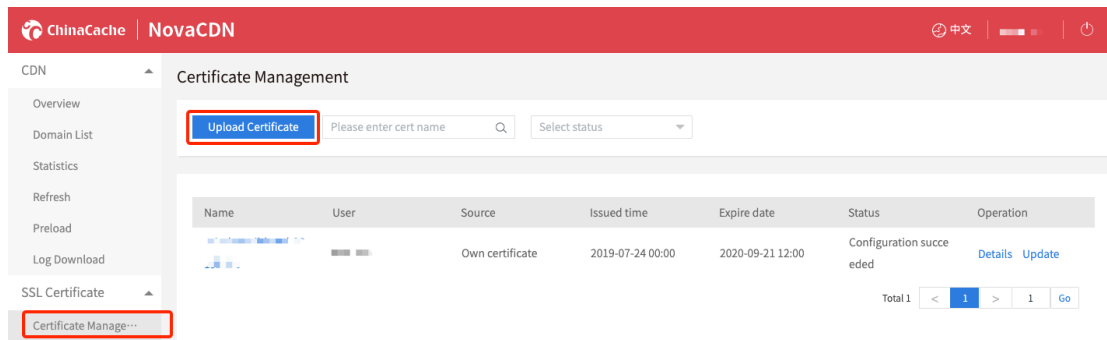 ChinaCache NovaCDN 中文
CDN
Overview
Domain List
Statistics
Refresh
Preload
Log Download
SSL Certificate
Certificate Manage···
Certificate Management
Upload Certificate Please enter cert name Select status
Name User Source Issued time Expire date Status Operation
Own certificate 2019-07-24 00:00 2020-09-21 12:00 Configuration succe
eded Details Update
Total 1 < 1 > 1 Go